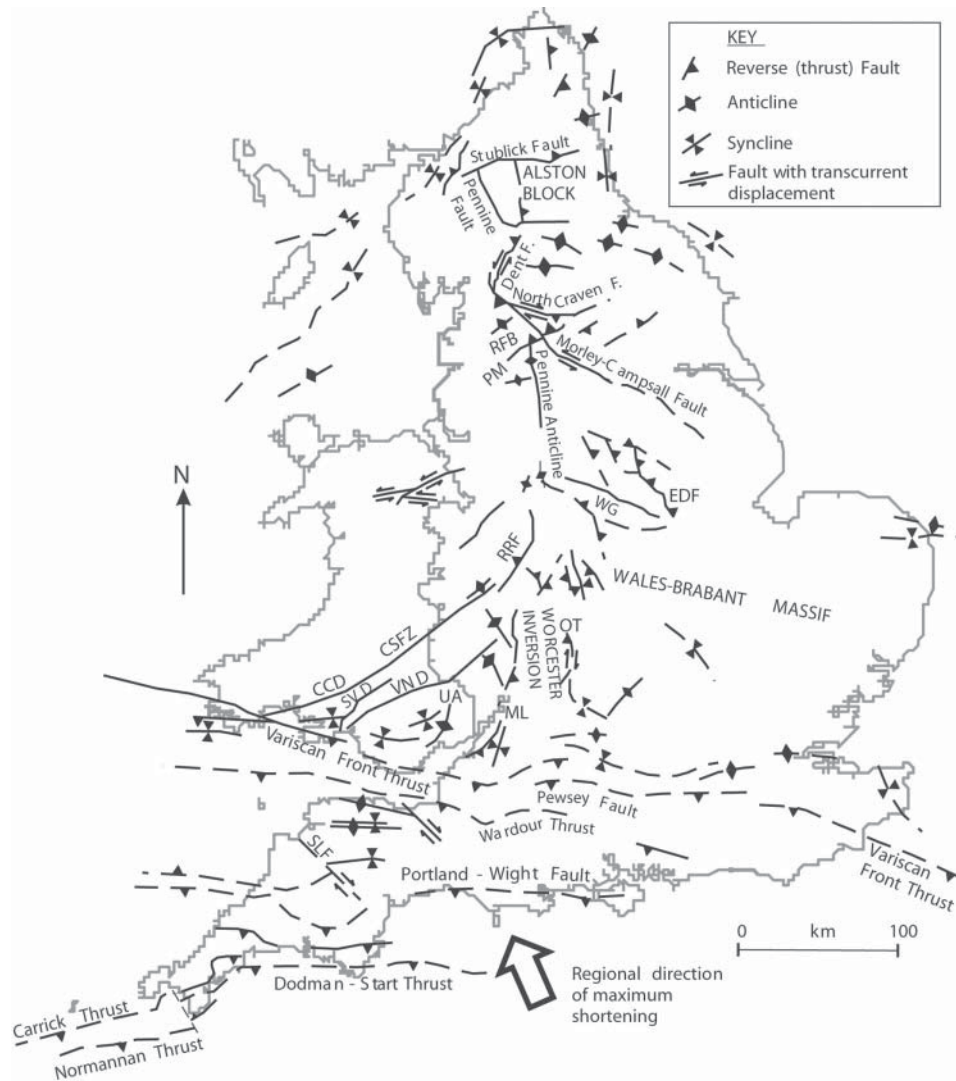 KEY
Reverse (thrust) Fault
Anticline
Syncline
Fault with transcurrent
displacement
Stublick Fault
ALSTON
BLOCK
Pennine
Fault
Dent F.
North Craven F.
RFB
PM
Morley-Campsall Fault
Pennine Anticline
N
WG
EDF
RRF
WALES-BRABANT MASSIF
CSFZ
OT
WORCESTER
INVERSION
CCD
SVD
VND
UA
ML
Variscan Front Thrust
Pewsey Fault
Wardour Thrust
SLF
Portland - Wight Fault
Variscan
Front Thrust
0 km 100
Regional direction
of maximum
shortening
Dodman - Start Thrust
Carrick Thrust
Normannan Thrust